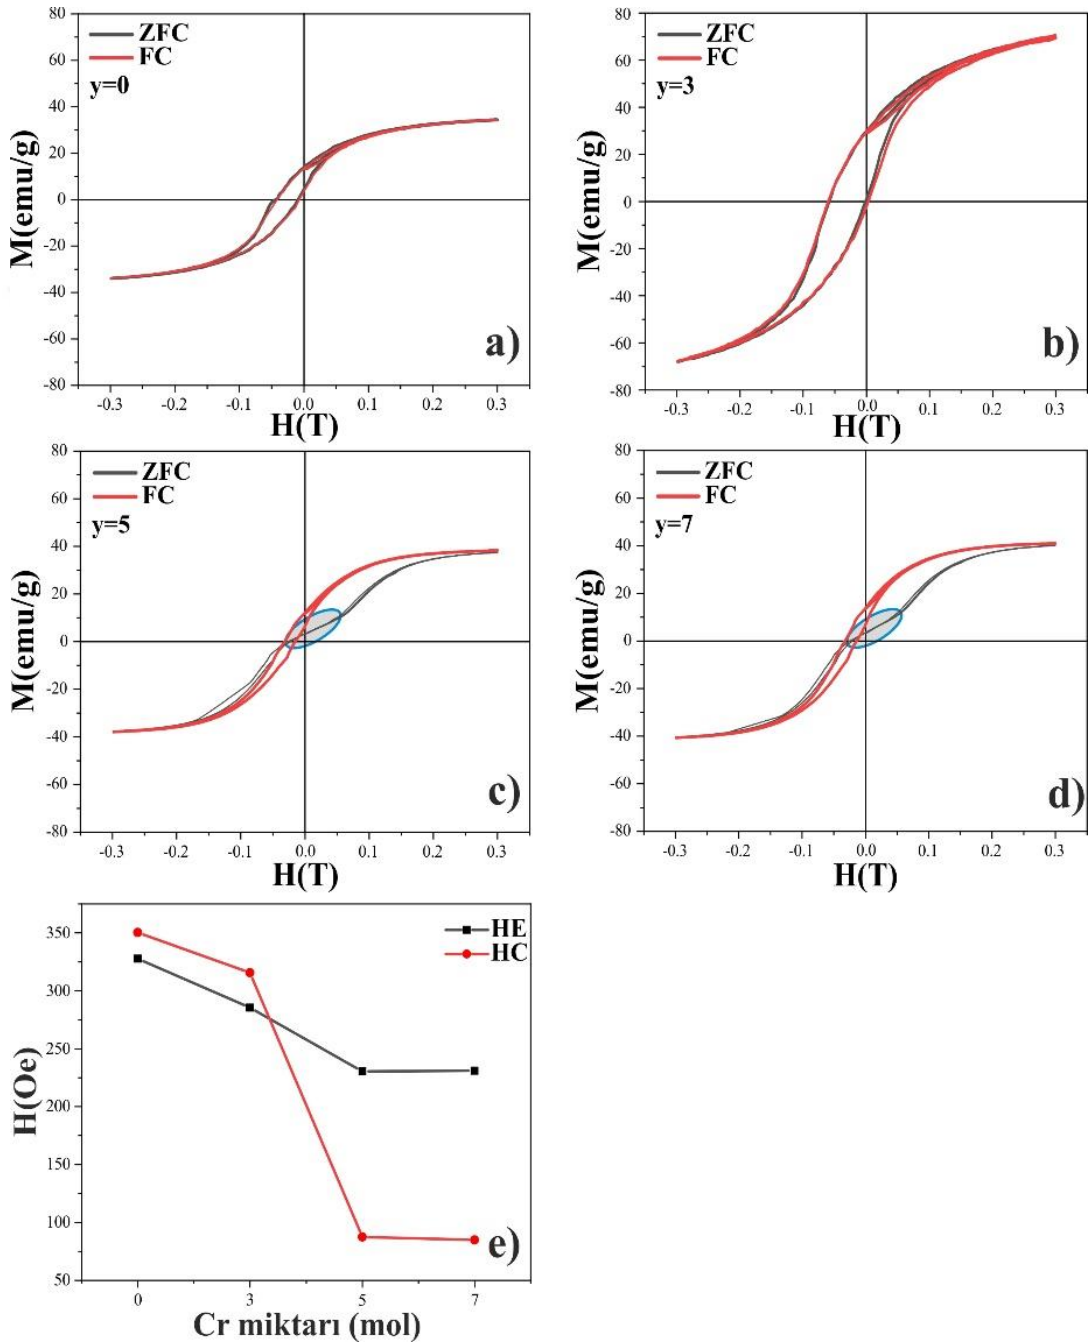 ZFC
FC
y=0
M(emu/g)
80
60
40
20
0
-20
-40
-60
-80
-0.3 -0.2 -0.1 0.0 0.1 0.2 0.3
H(T)
a)
ZFC
FC
y=3
M(emu/g)
80
60
40
20
0
-20
-40
-60
-80
-0.3 -0.2 -0.1 0.0 0.1 0.2 0.3
H(T)
b)
ZFC
FC
y=5
M(emu/g)
80
60
40
20
0
-20
-40
-60
-80
-0.3 -0.2 -0.1 0.0 0.1 0.2 0.3
H(T)
c)
ZFC
FC
y=7
M(emu/g)
80
60
40
20
0
-20
-40
-60
-80
-0.3 -0.2 -0.1 0.0 0.1 0.2 0.3
H(T)
d)
HE
HC
H(Oe)
350
300
250
200
150
100
50
0 3 5 7
Cr miktarı (mol)
e)